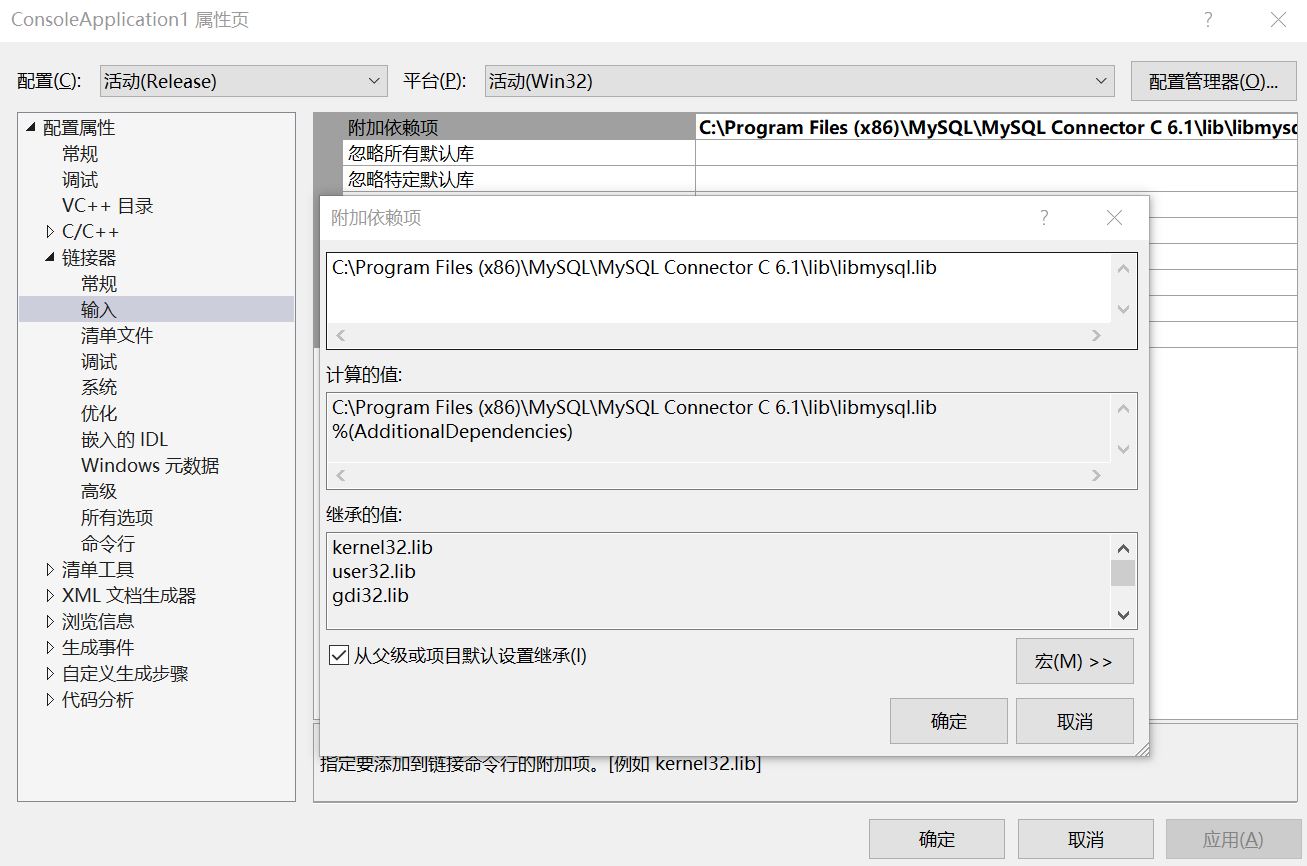 ConsoleApplication1 属性页
配置(C): 活动(Release) 平台(P): 活动(Win32) 配置管理器(O)...
配置属性
常规
调试
VC++ 目录
C/C++
链接器
常规
输入
清单文件
调试
系统
优化
嵌入的 IDL
Windows 元数据
高级
所有选项
命令行
清单工具
XML 文档生成器
浏览信息
生成事件
自定义生成步骤
代码分析
附加依赖项 C:\Program Files (x86)\MySQL\MySQL Connector C 6.1\lib\libmysq
忽略所有默认库
忽略特定默认库
附加依赖项
C:\Program Files (x86)\MySQL\MySQL Connector C 6.1\lib\libmysql.lib
计算的值:
C:\Program Files (x86)\MySQL\MySQL Connector C 6.1\lib\libmysql.lib
%(AdditionalDependencies)
继承的值:
kernel32.lib
user32.lib
gdi32.lib
从父级或项目默认设置继承(I)
宏(M) >>
确定 取消
指定要添加到链接命令行的附加项。[例如 kernel32.lib]
确定 取消 应用(A)